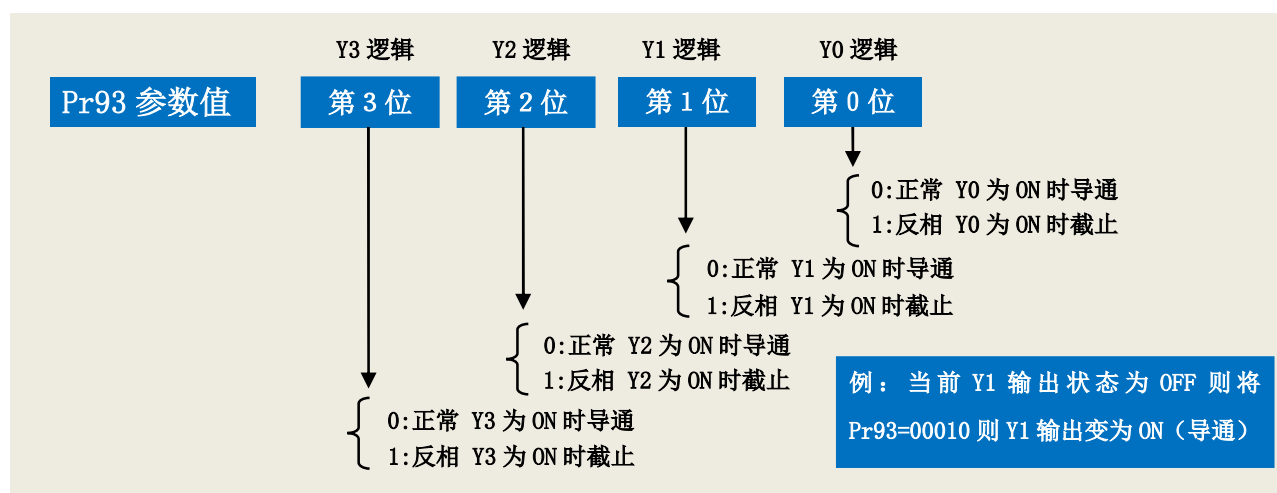 Y3 逻辑 Y2 逻辑 Y1 逻辑 Y0 逻辑
Pr93 参数值 第 3 位 第 2 位 第 1 位 第 0 位
0:正常 Y0 为 ON 时导通
1:反相 Y0 为 ON 时截止
0:正常 Y1 为 ON 时导通
1:反相 Y1 为 ON 时截止
0:正常 Y2 为 ON 时导通
1:反相 Y2 为 ON 时截止
0:正常 Y3 为 ON 时导通
1:反相 Y3 为 ON 时截止
例：当前 Y1 输出状态为 OFF 则将
Pr93=00010 则 Y1 输出变为 ON（导通）